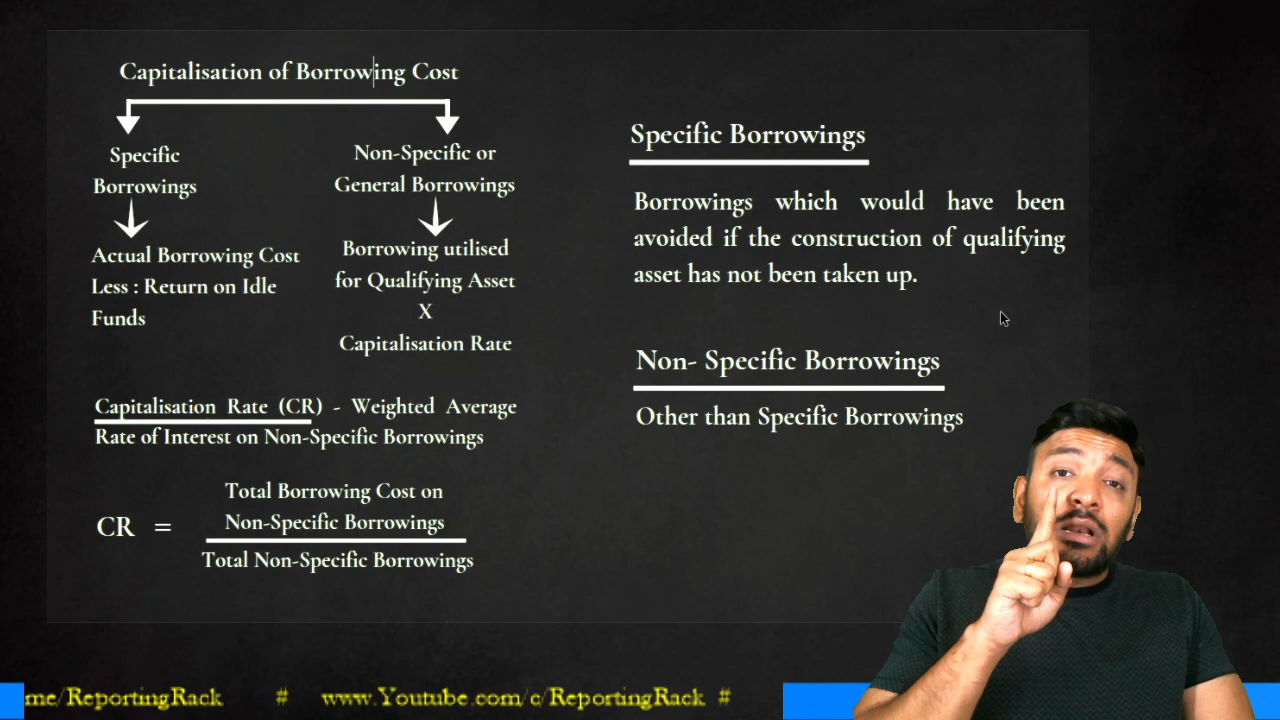 Capitalisation of Borrowing Cost
Specific
Borrowings
Actual Borrowing Cost
Less : Return on Idle
Funds
Non-Specific or
General Borrowings
Borrowing utilised
for Qualifying Asset
X
Capitalisation Rate
Capitalisation Rate (CR) - Weighted Average
Rate of Interest on Non-Specific Borrowings
CR =
Total Borrowing Cost on
Non-Specific Borrowings
Total Non-Specific Borrowings
Specific Borrowings
Borrowings which would have been
avoided if the construction of qualifying
asset has not been taken up.
Non- Specific Borrowings
Other than Specific Borrowings
me/ReportingRack # www.Youtube.com/c/ReportingRack #